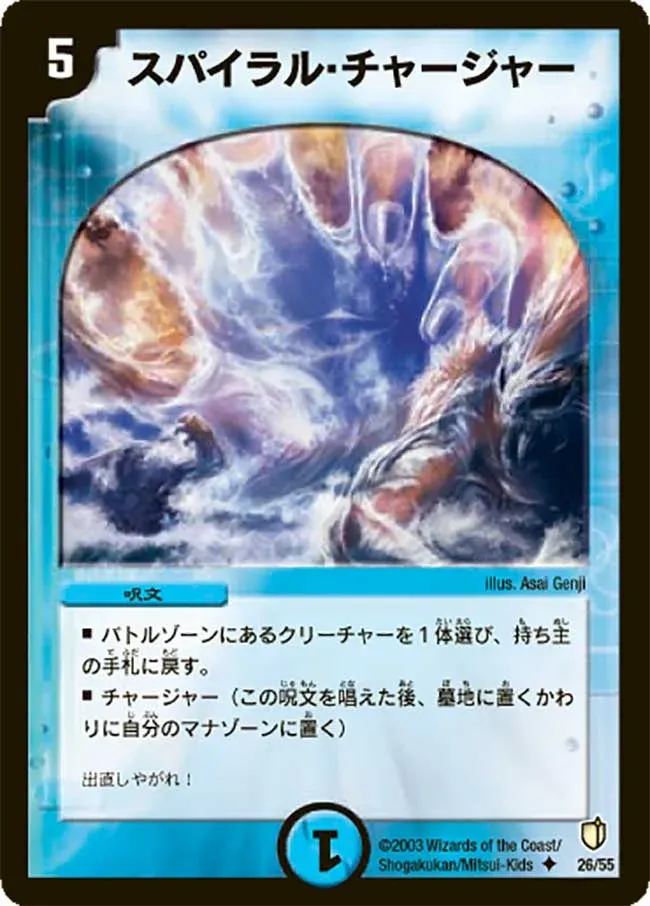 5
スパイラル・チャージャー
illus. Asai Genji
呪文
■ バトルゾーンにあるクリーチャーを1体選び、持ち主
の手札に戻す。
■ チャージャー（この呪文を唱えた後、墓地に置くかわ
りに自分のマナゾーンに置く）
出直しやがれ！
1
©2003 Wizards of the Coast/
Shogakukan/Mitsui-Kids
26/55